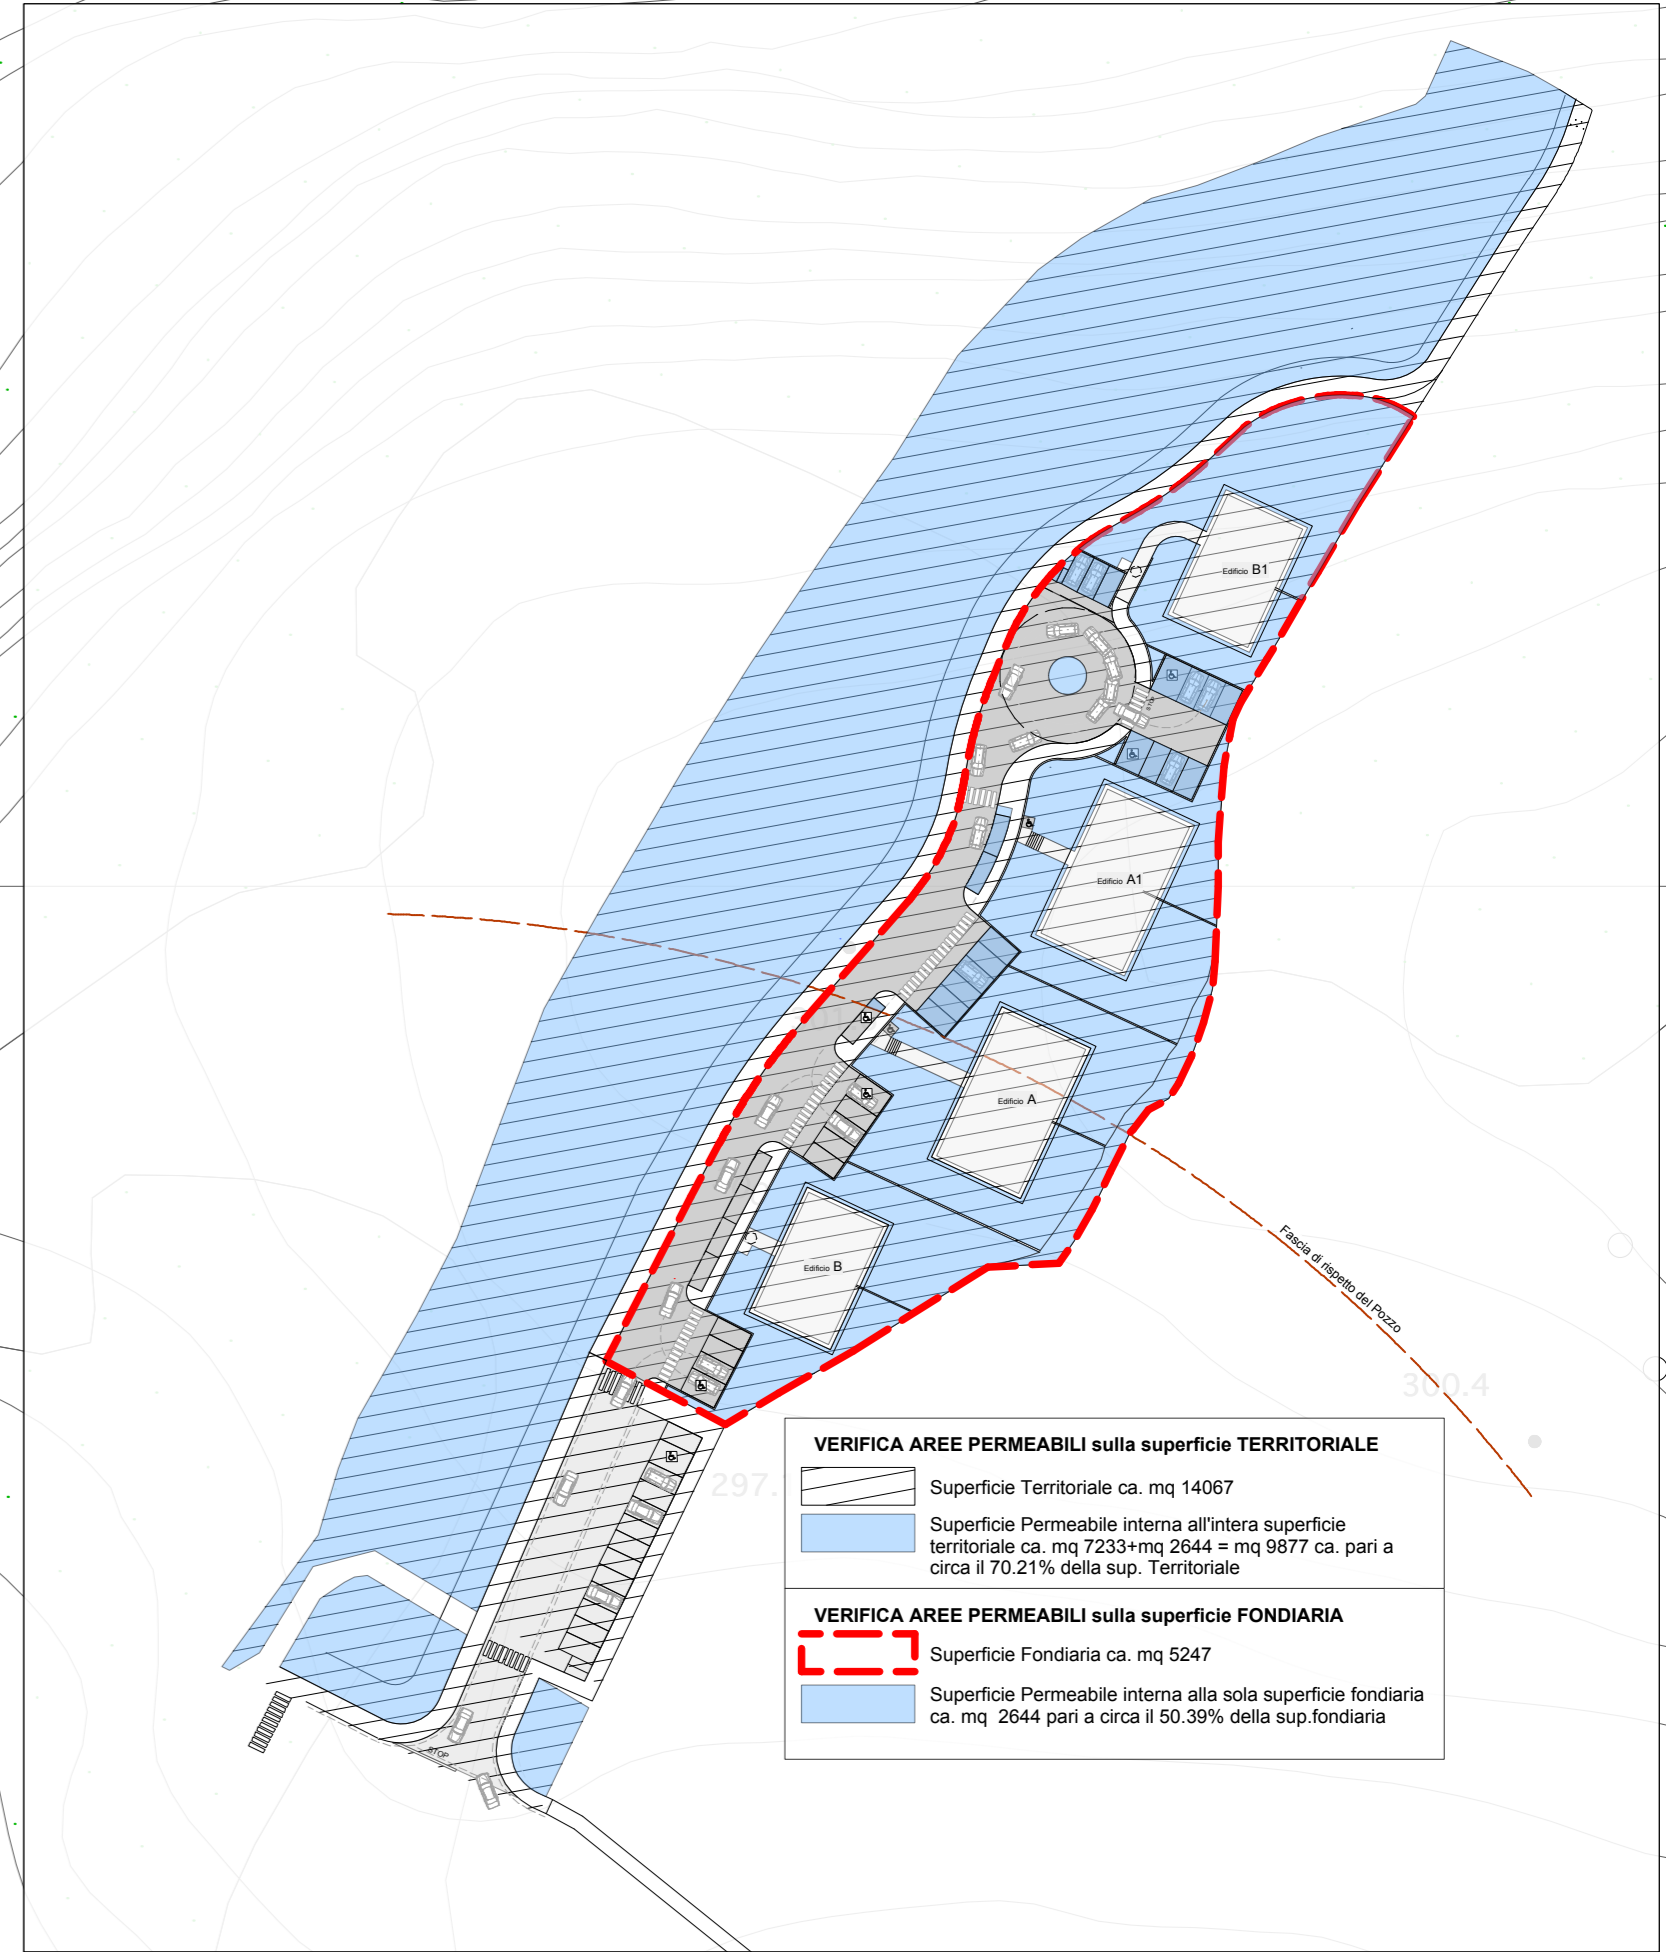 Edificio B1
STOP
Edificio A1
Edificio A
Edificio B
Fascia di rispetto del Pozzo
300.4
297.
VERIFICA AREE PERMEABILI sulla superficie TERRITORIALE
Superficie Territoriale ca. mq 14067
Superficie Permeabile interna all'intera superficie
territoriale ca. mq 7233+mq 2644 = mq 9877 ca. pari a
circa il 70.21% della sup. Territoriale
VERIFICA AREE PERMEABILI sulla superficie FONDIARIA
Superficie Fondiaria ca. mq 5247
Superficie Permeabile interna alla sola superficie fondiaria
ca. mq 2644 pari a circa il 50.39% della sup.fondiaria
STOP